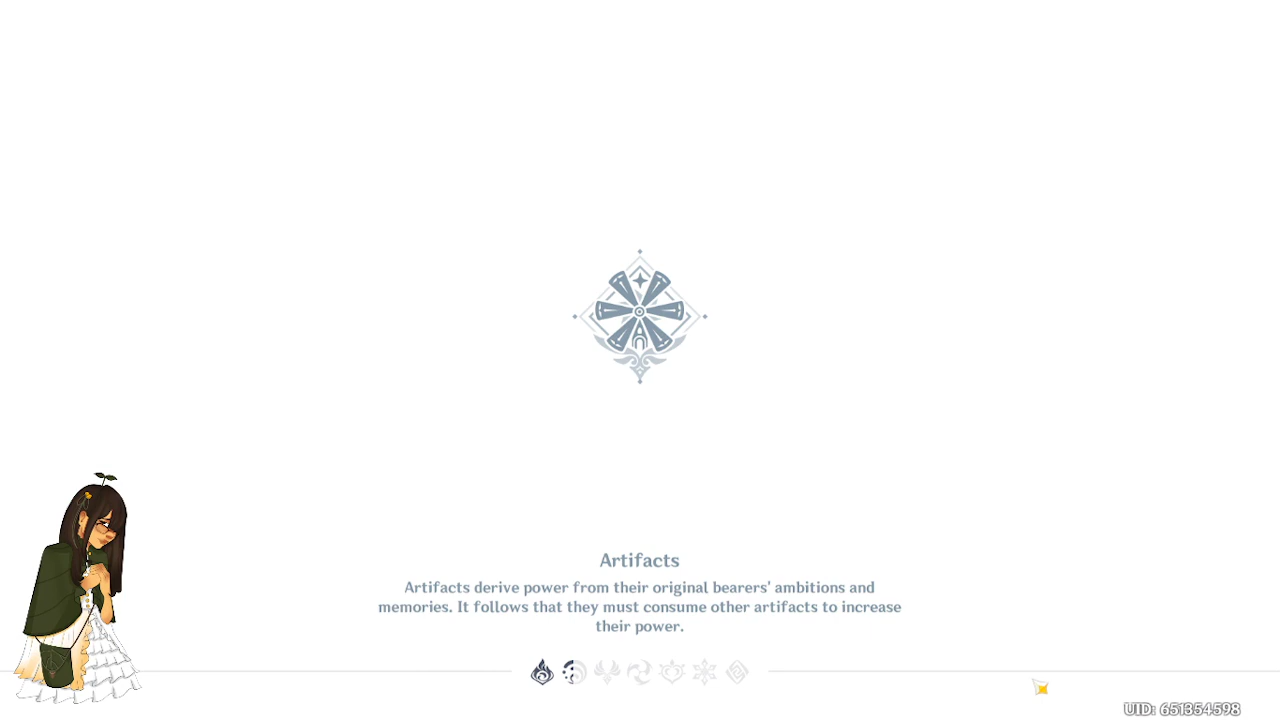 Artifacts
Artifacts derive power from their original bearers' ambitions and
memories. It follows that they must consume other artifacts to increase
their power.
UID: 651354598